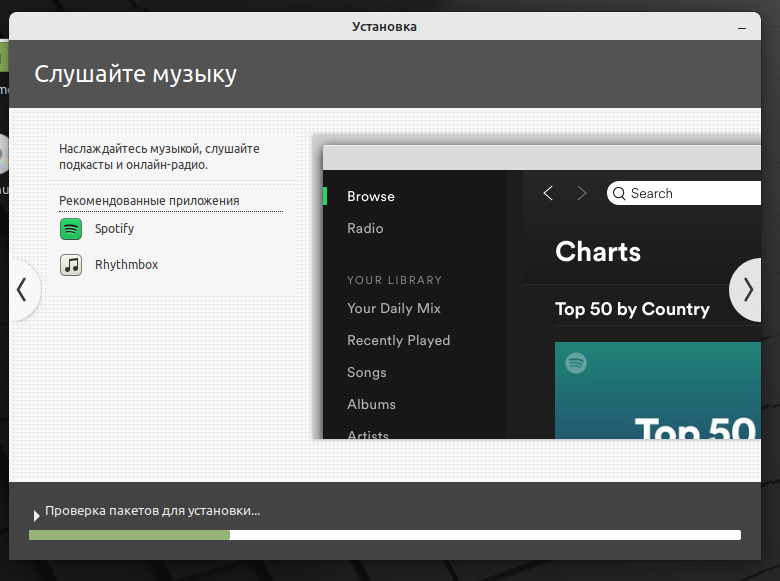 Установка
Слушайте музыку
Наслаждайтесь музыкой, слушайте
подкасты и онлайн-радио.
Рекомендованные приложения
Spotify
Rhythmbox
Browse
Radio
YOUR LIBRARY
Your Daily Mix
Recently Played
Songs
Albums
Artists
Search
Charts
Top 50 by Country
Top 50
Проверка пакетов для установки...